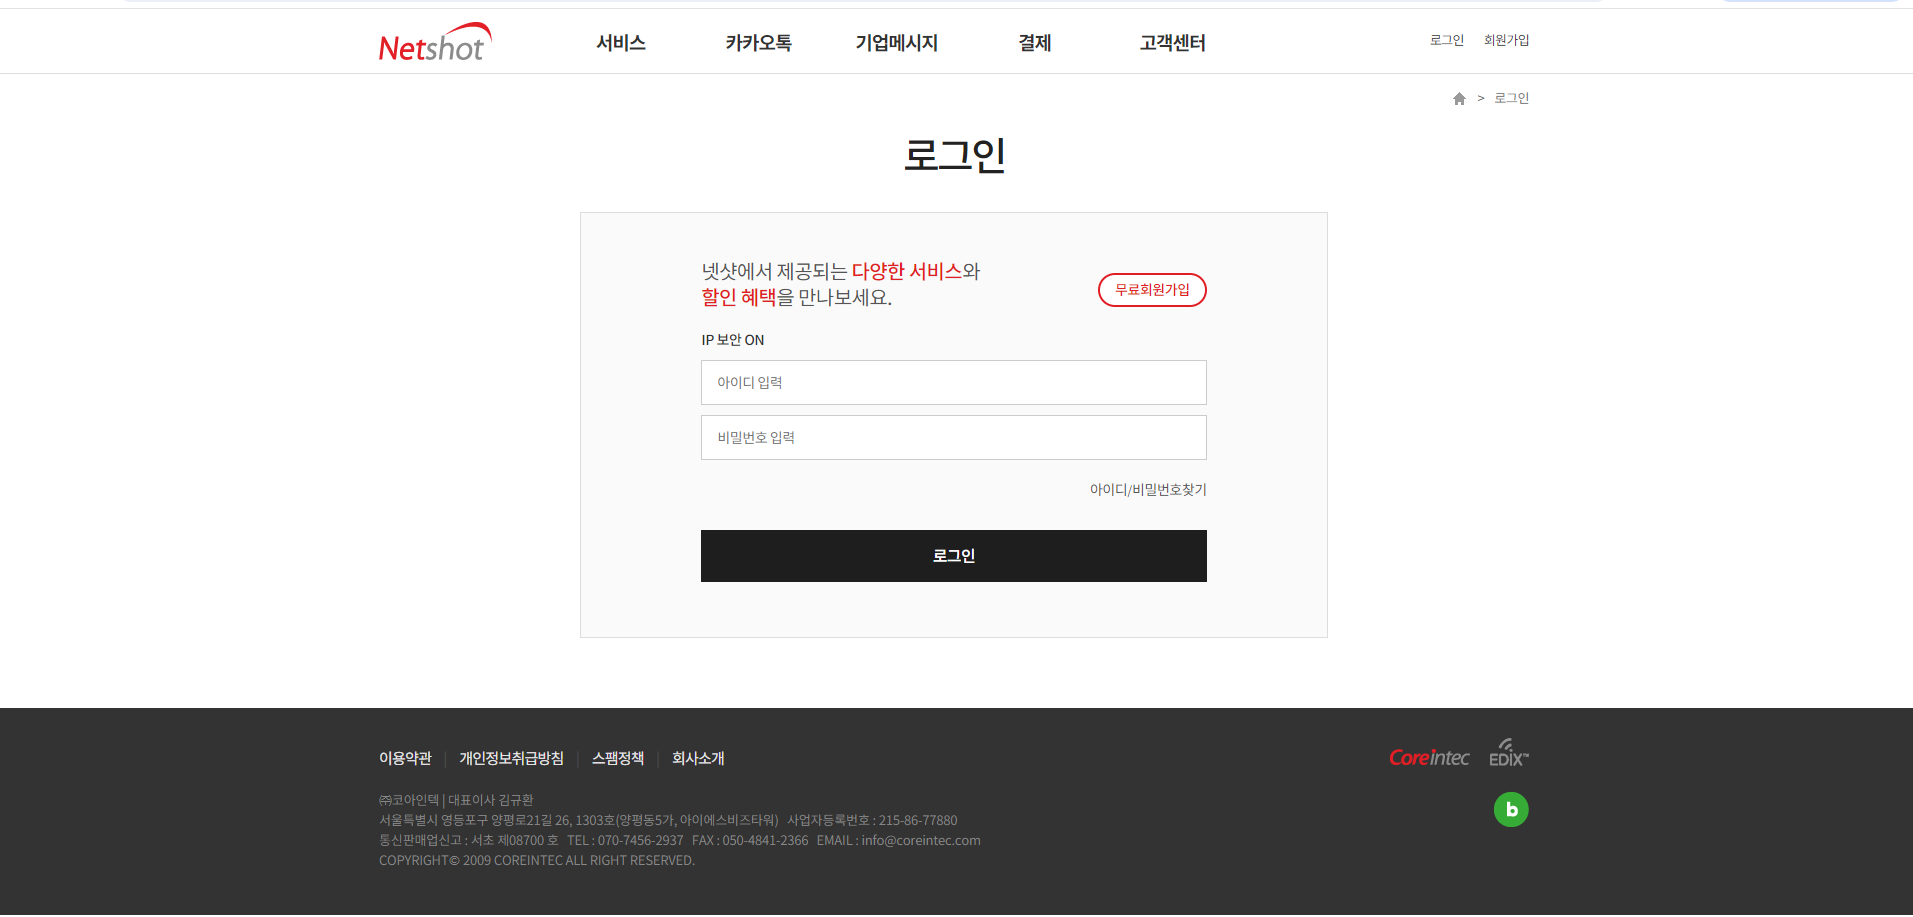 Netshot
서비스
카카오톡
기업메시지
결제
고객센터
로그인
회원가입
> 로그인
로그인
넷샷에서 제공되는 다양한 서비스와
할인 혜택을 만나보세요.
무료회원가입
IP 보안 ON
아이디 입력
비밀번호 입력
아이디/비밀번호찾기
로그인
이용약관 | 개인정보취급방침 | 스팸정책 | 회사소개
Coreintec
EDIX™
b
㈜코아인텍 | 대표이사 김규환
서울특별시 영등포구 양평로21길 26, 1303호(양평동5가, 아이에스비즈타워) 사업자등록번호 : 215-86-77880
통신판매업신고 : 서초 제08700 호 TEL : 070-7456-2937 FAX : 050-4841-2366 EMAIL : info@coreintec.com
COPYRIGHT© 2009 COREINTEC ALL RIGHT RESERVED.